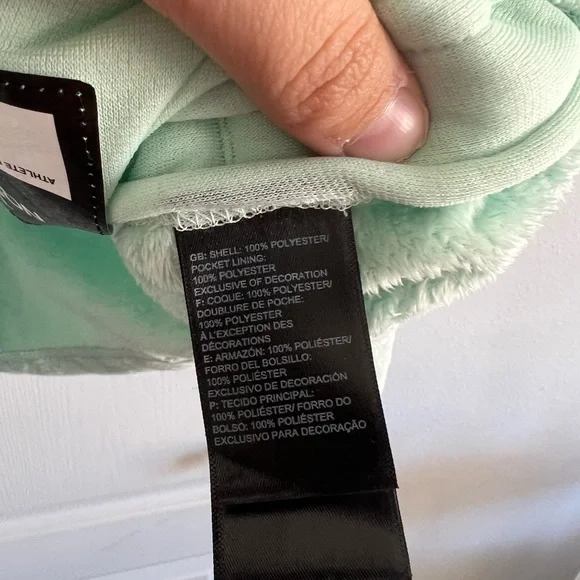 ATHLETE
GB: SHELL: 100% POLYESTER/
POCKET LINING:
100% POLYESTER
EXCLUSIVE OF DECORATION
F: COQUE: 100% POLYESTER/
DOUBLURE DE POCHE:
100% POLYESTER
À L'EXCEPTION DES
DÉCORATIONS
E: ARMAZÓN: 100% POLIÉSTER/
FORRO DEL BOLSILLO:
100% POLIÉSTER
EXCLUSIVO DE DECORACIÓN
P: TECIDO PRINCIPAL:
100% POLIÉSTER/ FORRO DO
BOLSO: 100% POLIÉSTER
EXCLUSIVO PARA DECORAÇÃO